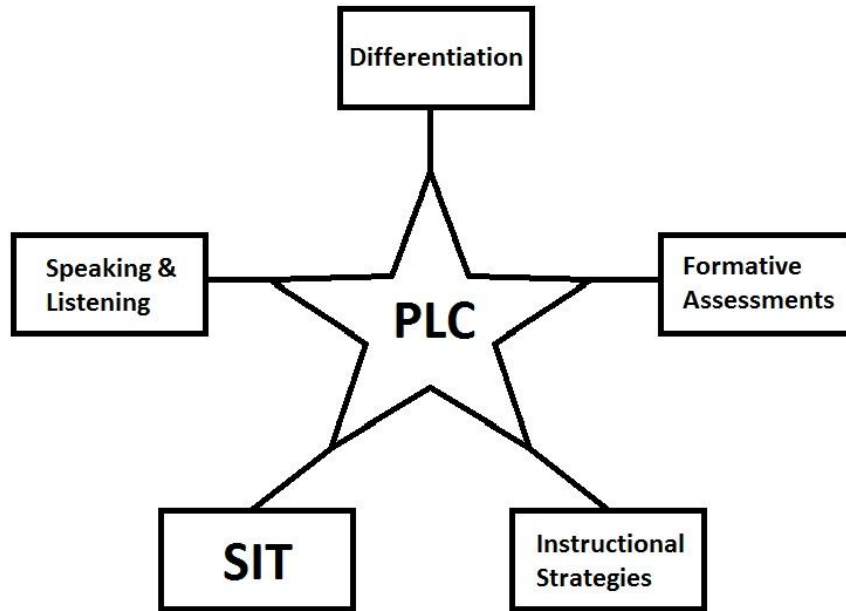 Differentiation
Speaking &
Listening
Formative
Assessments
PLC
SIT
Instructional
Strategies